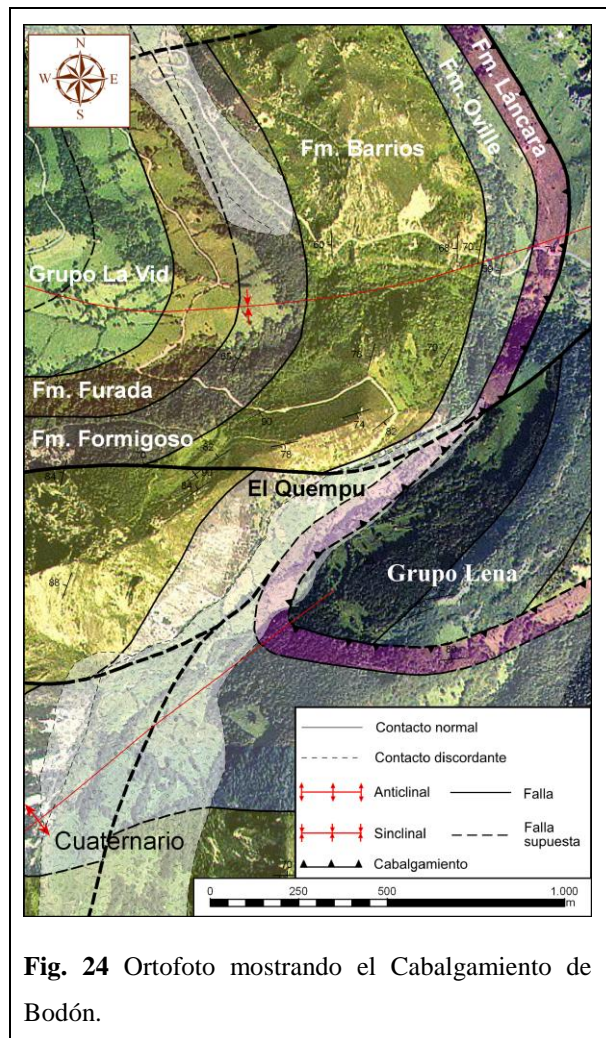 N
W E
S
Fm. Láncara
Fm. Oville
Fm. Barrios
Grupo La Vid
Fm. Furada
Fm. Formigoso
El Quempu
Grupo Lena
Cuaternario
Contacto normal
Contacto discordante
Anticlinal
Falla
Sinclinal
Falla supuesta
Cabalgamiento
0 250 500 1.000
m
Fig. 24 Ortofoto mostrando el Cabalgamiento de
Bodón.